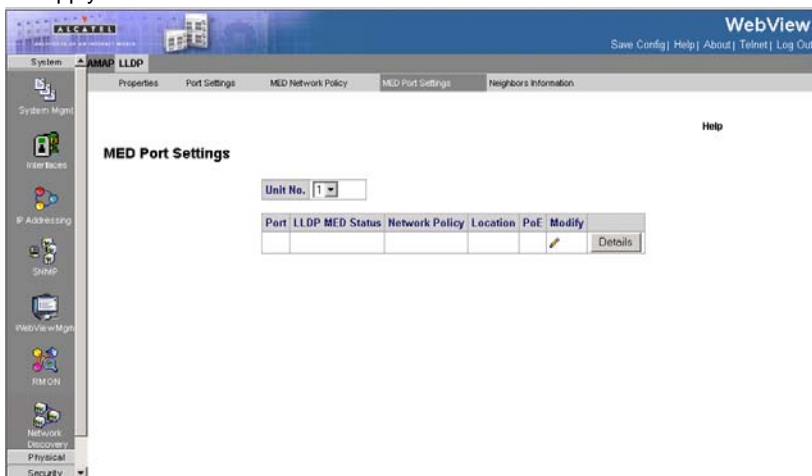 ALCATEL
WebView
Save Config | Help | About | Telnet | Log Out
System
AMAP LLDP
Properties Port Settings MED Network Policy MED Port Settings Neighbors Information
System Mgmt
Help
Interfaces
MED Port Settings
Unit No. 1
IP Addressing
Port LLDP MED Status Network Policy Location PoE Modify
Details
SNMP
WebViewMgm
RMON
Network
Discovery
Physical
Security